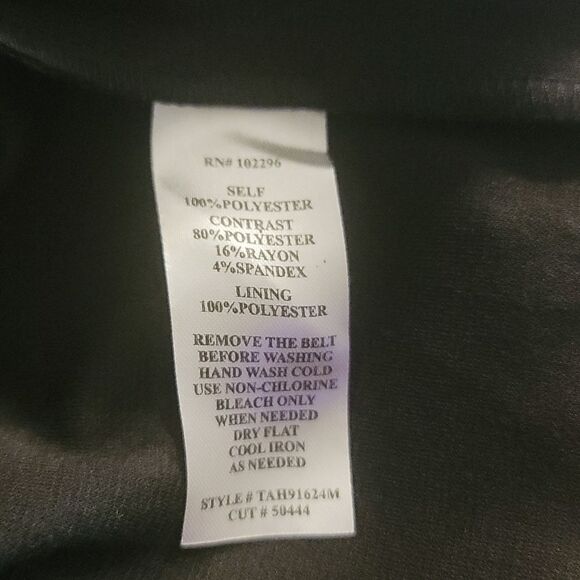 RN# 102296
SELF
100%POLYESTER
CONTRAST
80%POLYESTER
16%RAYON
4%SPANDEX
LINING
100%POLYESTER
REMOVE THE BELT
BEFORE WASHING
HAND WASH COLD
USE NON-CHLORINE
BLEACH ONLY
WHEN NEEDED
DRY FLAT
COOL IRON
AS NEEDED
STYLE # TAH91624M
CUT # 50444